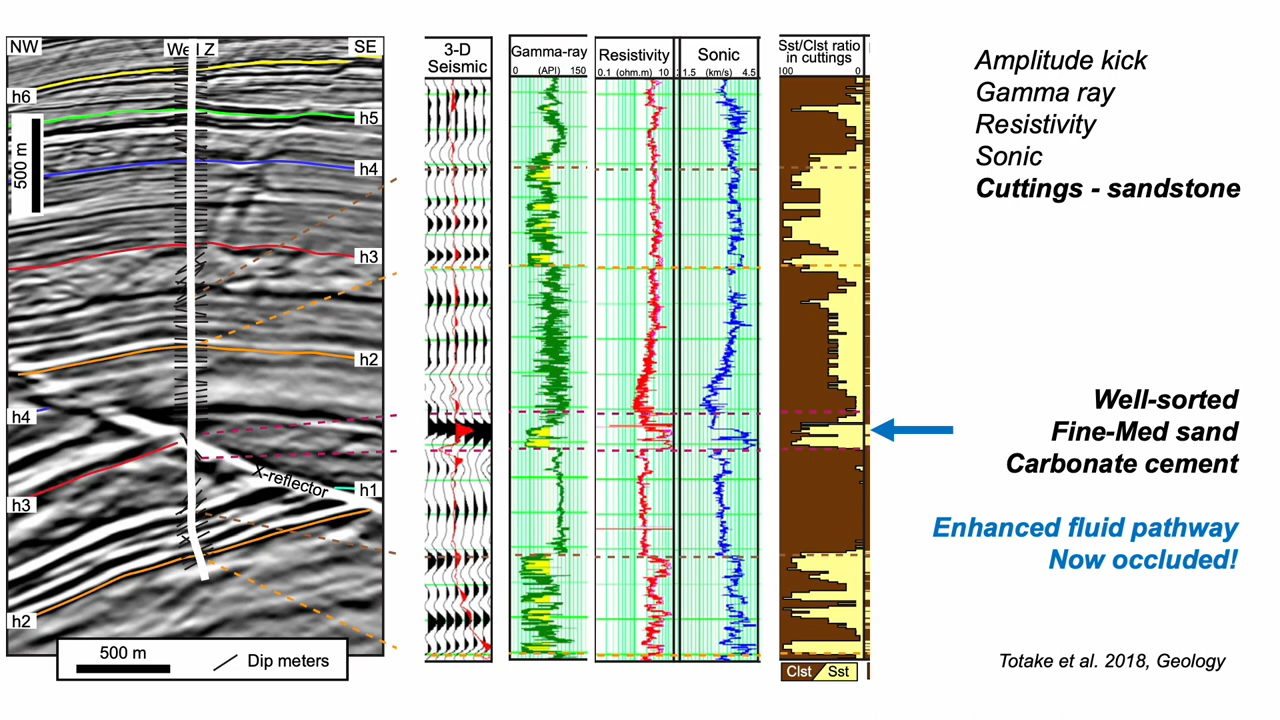 NW
Well Z
SE
h6
h5
500 m
h4
h3
h2
h4
X-reflector
h1
h3
h2
500 m
Dip meters
3-D
Seismic
Gamma-ray
0 (API) 150
Resistivity
0.1 (ohm.m) 10
Sonic
1.5 (km/s) 4.5
Sst/Clst ratio
in cuttings
100 0
Clst Sst
Amplitude kick
Gamma ray
Resistivity
Sonic
Cuttings - sandstone
Well-sorted
Fine-Med sand
Carbonate cement
Enhanced fluid pathway
Now occluded!
Totake et al. 2018, Geology